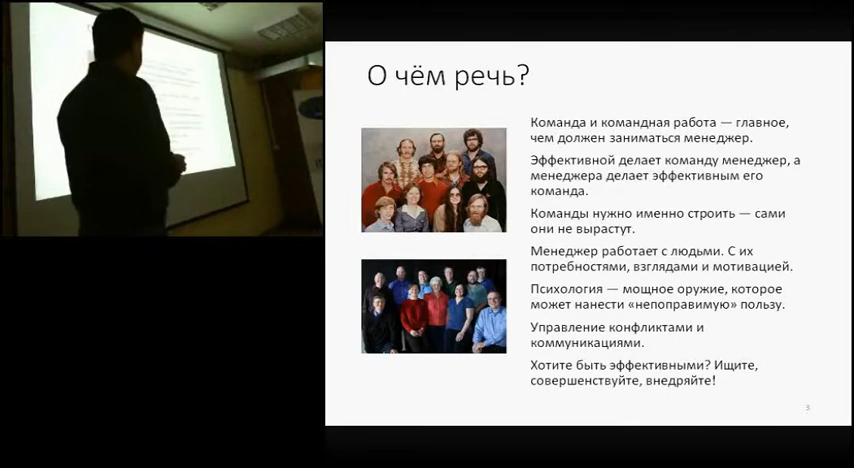 О чём речь?
Команда и командная работа — главное,
чем должен заниматься менеджер.
Эффективной делает команду менеджер, а
менеджера делает эффективным его
команда.
Команды нужно именно строить — сами
они не вырастут.
Менеджер работает с людьми. С их
потребностями, взглядами и мотивацией.
Психология — мощное оружие, которое
может нанести «непоправимую» пользу.
Управление конфликтами и
коммуникациями.
Хотите быть эффективными? Ищите,
совершенствуйте, внедряйте!
3